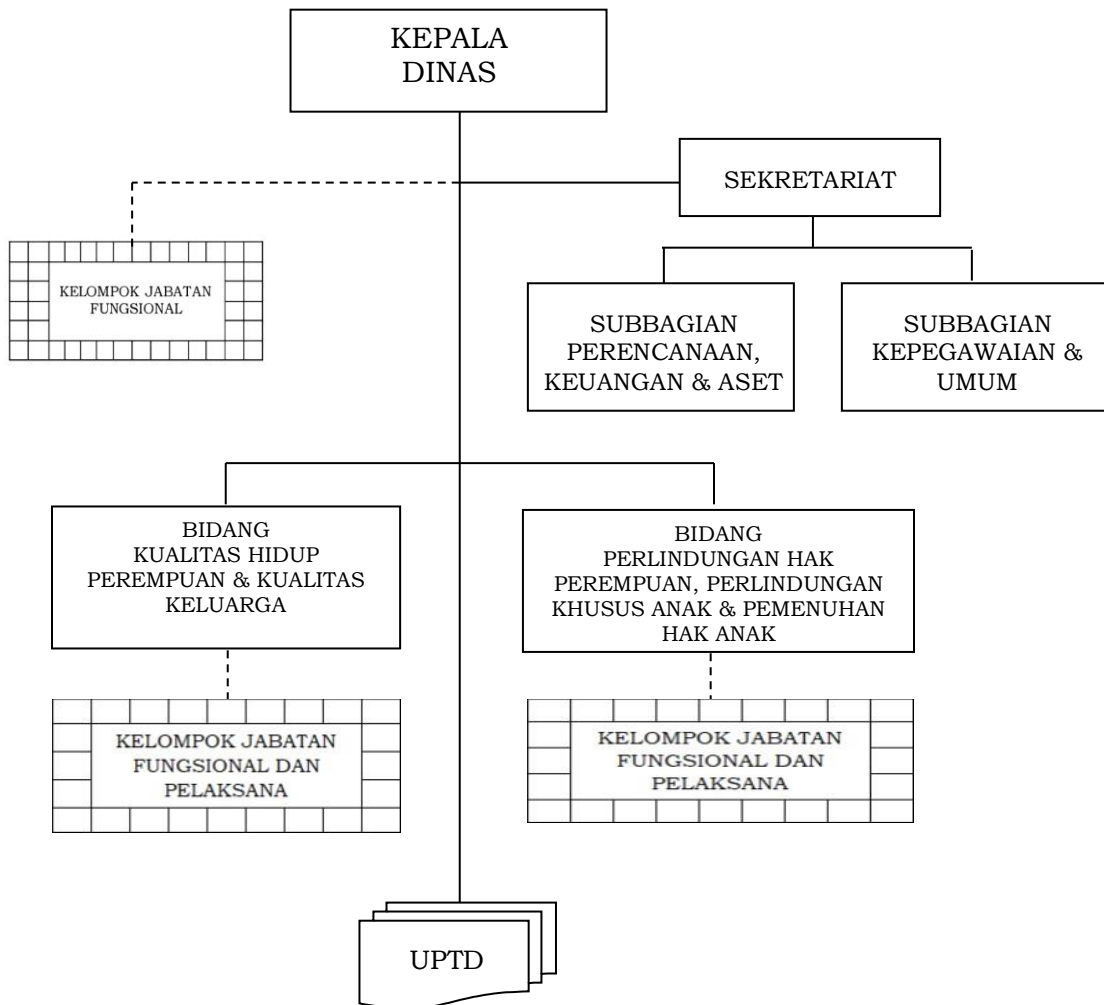 KEPALA
DINAS
SEKRETARIAT
KELOMPOK JABATAN
FUNGSIONAL
SUBBAGIAN
PERENCANAAN,
KEUANGAN & ASET
SUBBAGIAN
KEPEGAWAIAN &
UMUM
BIDANG
KUALITAS HIDUP
PEREMPUAN & KUALITAS
KELUARGA
BIDANG
PERLINDUNGAN HAK
PEREMPUAN, PERLINDUNGAN
KHUSUS ANAK & PEMENUHAN
HAK ANAK
KELOMPOK JABATAN
FUNGSIONAL DAN
PELAKSANA
KELOMPOK JABATAN
FUNGSIONAL DAN
PELAKSANA
UPTD